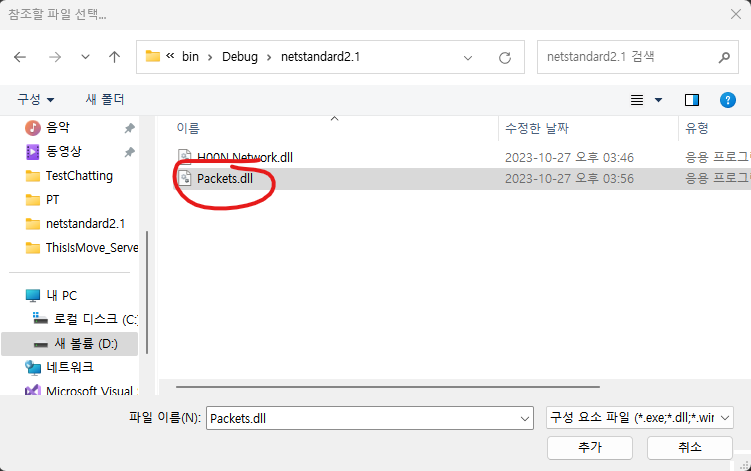 참조할 파일 선택...
bin > Debug > netstandard2.1
netstandard2.1 검색
구성
새 폴더
이름
수정한 날짜
유형
음악
동영상
TestChatting
PT
netstandard2.1
ThisIsMove_Serve
내 PC
로컬 디스크 (C:
새 볼륨 (D:)
네트워크
Microsoft Visual
H00N.Network.dll
2023-10-27 오후 03:46
응용 프로그
Packets.dll
2023-10-27 오후 03:56
응용 프로그
파일 이름(N):
Packets.dll
구성 요소 파일 (*.exe;*.dll;*.wir
추가
취소